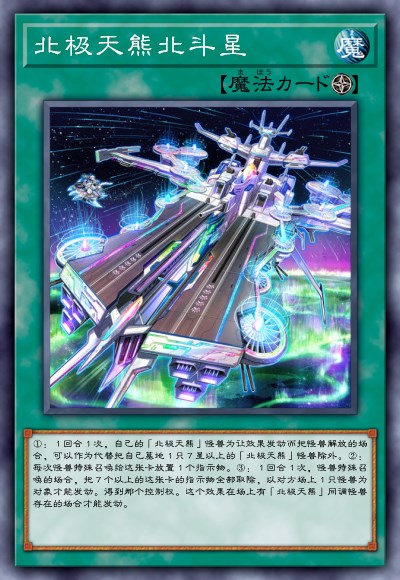 北极天熊北斗星
魔
【魔法カード】
ま ほう
①：1回合1次，自己的「北极天熊」怪兽为让效果发动而把怪兽解放的场
合，可以作为代替把自己墓地1只7星以上的「北极天熊」怪兽除外。②：
每次怪兽特殊召唤给这张卡放置1个指示物。③：1回合1次，怪兽特殊召
唤的场合，把7个以上的这张卡的指示物全部取除，以对方场上1只怪兽为
对象才能发动。得到那个控制权。这个效果在场上有「北极天熊」同调怪兽
存在的场合才能发动。